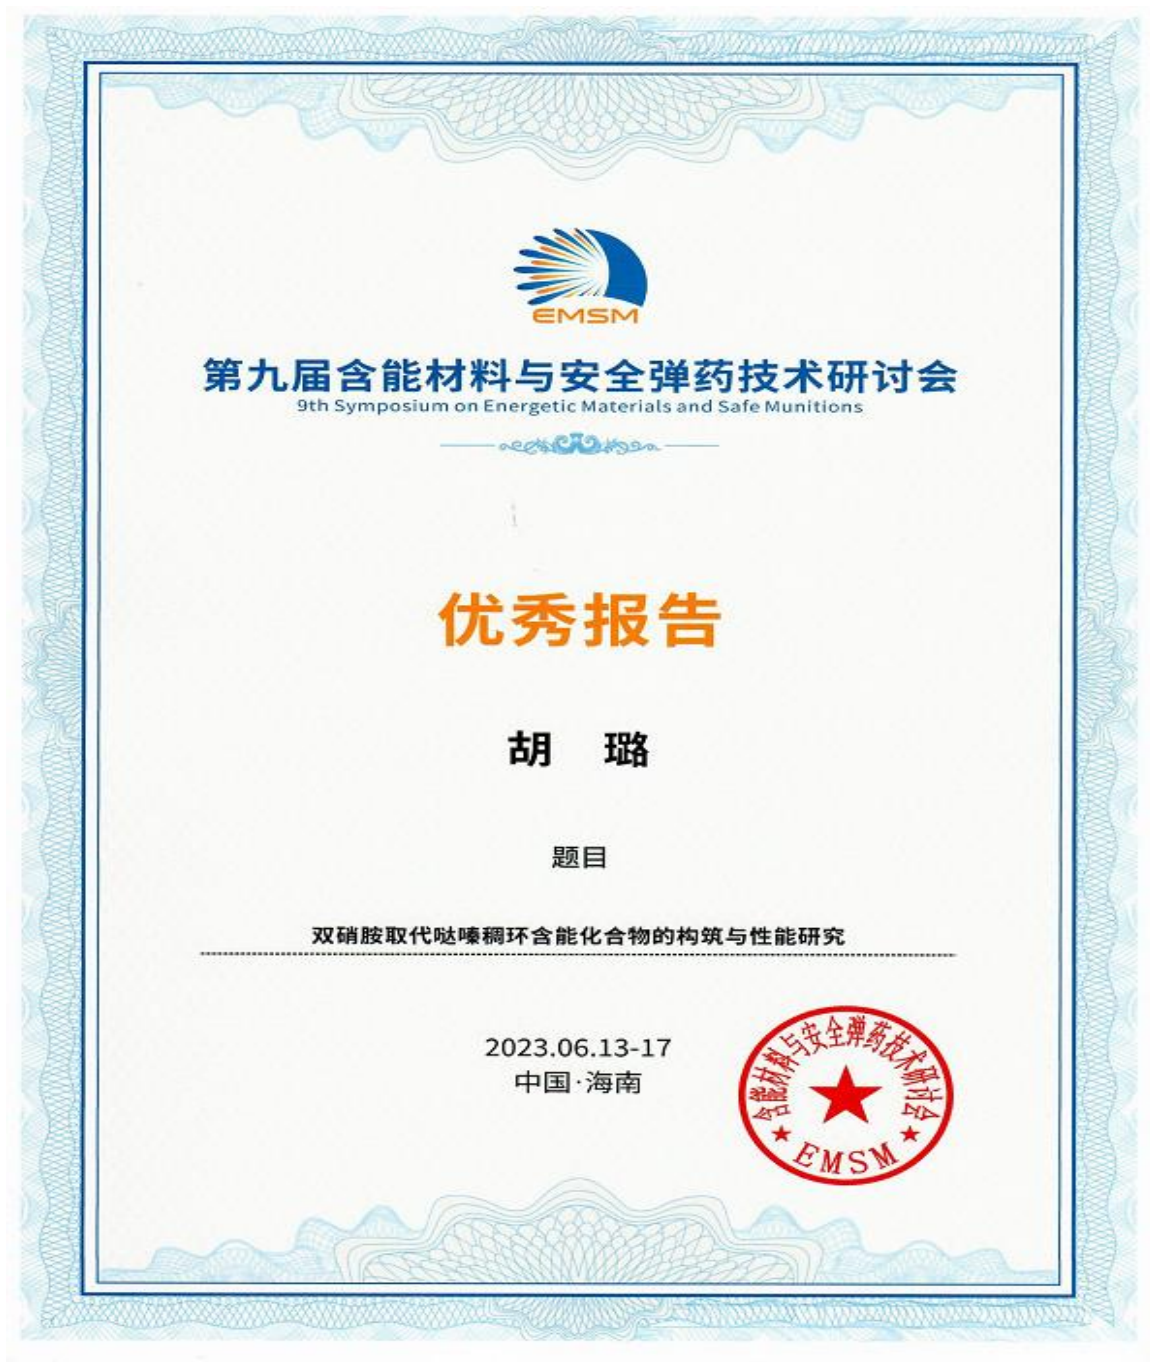 EMSM
第九届含能材料与安全弹药技术研讨会
9th Symposium on Energetic Materials and Safe Munitions
优秀报告
胡 璐
题目
双硝胺取代哒嗪稠环含能化合物的构筑与性能研究
2023.06.13-17
中国·海南
含能材料与安全弹药技术研讨会
EMSM